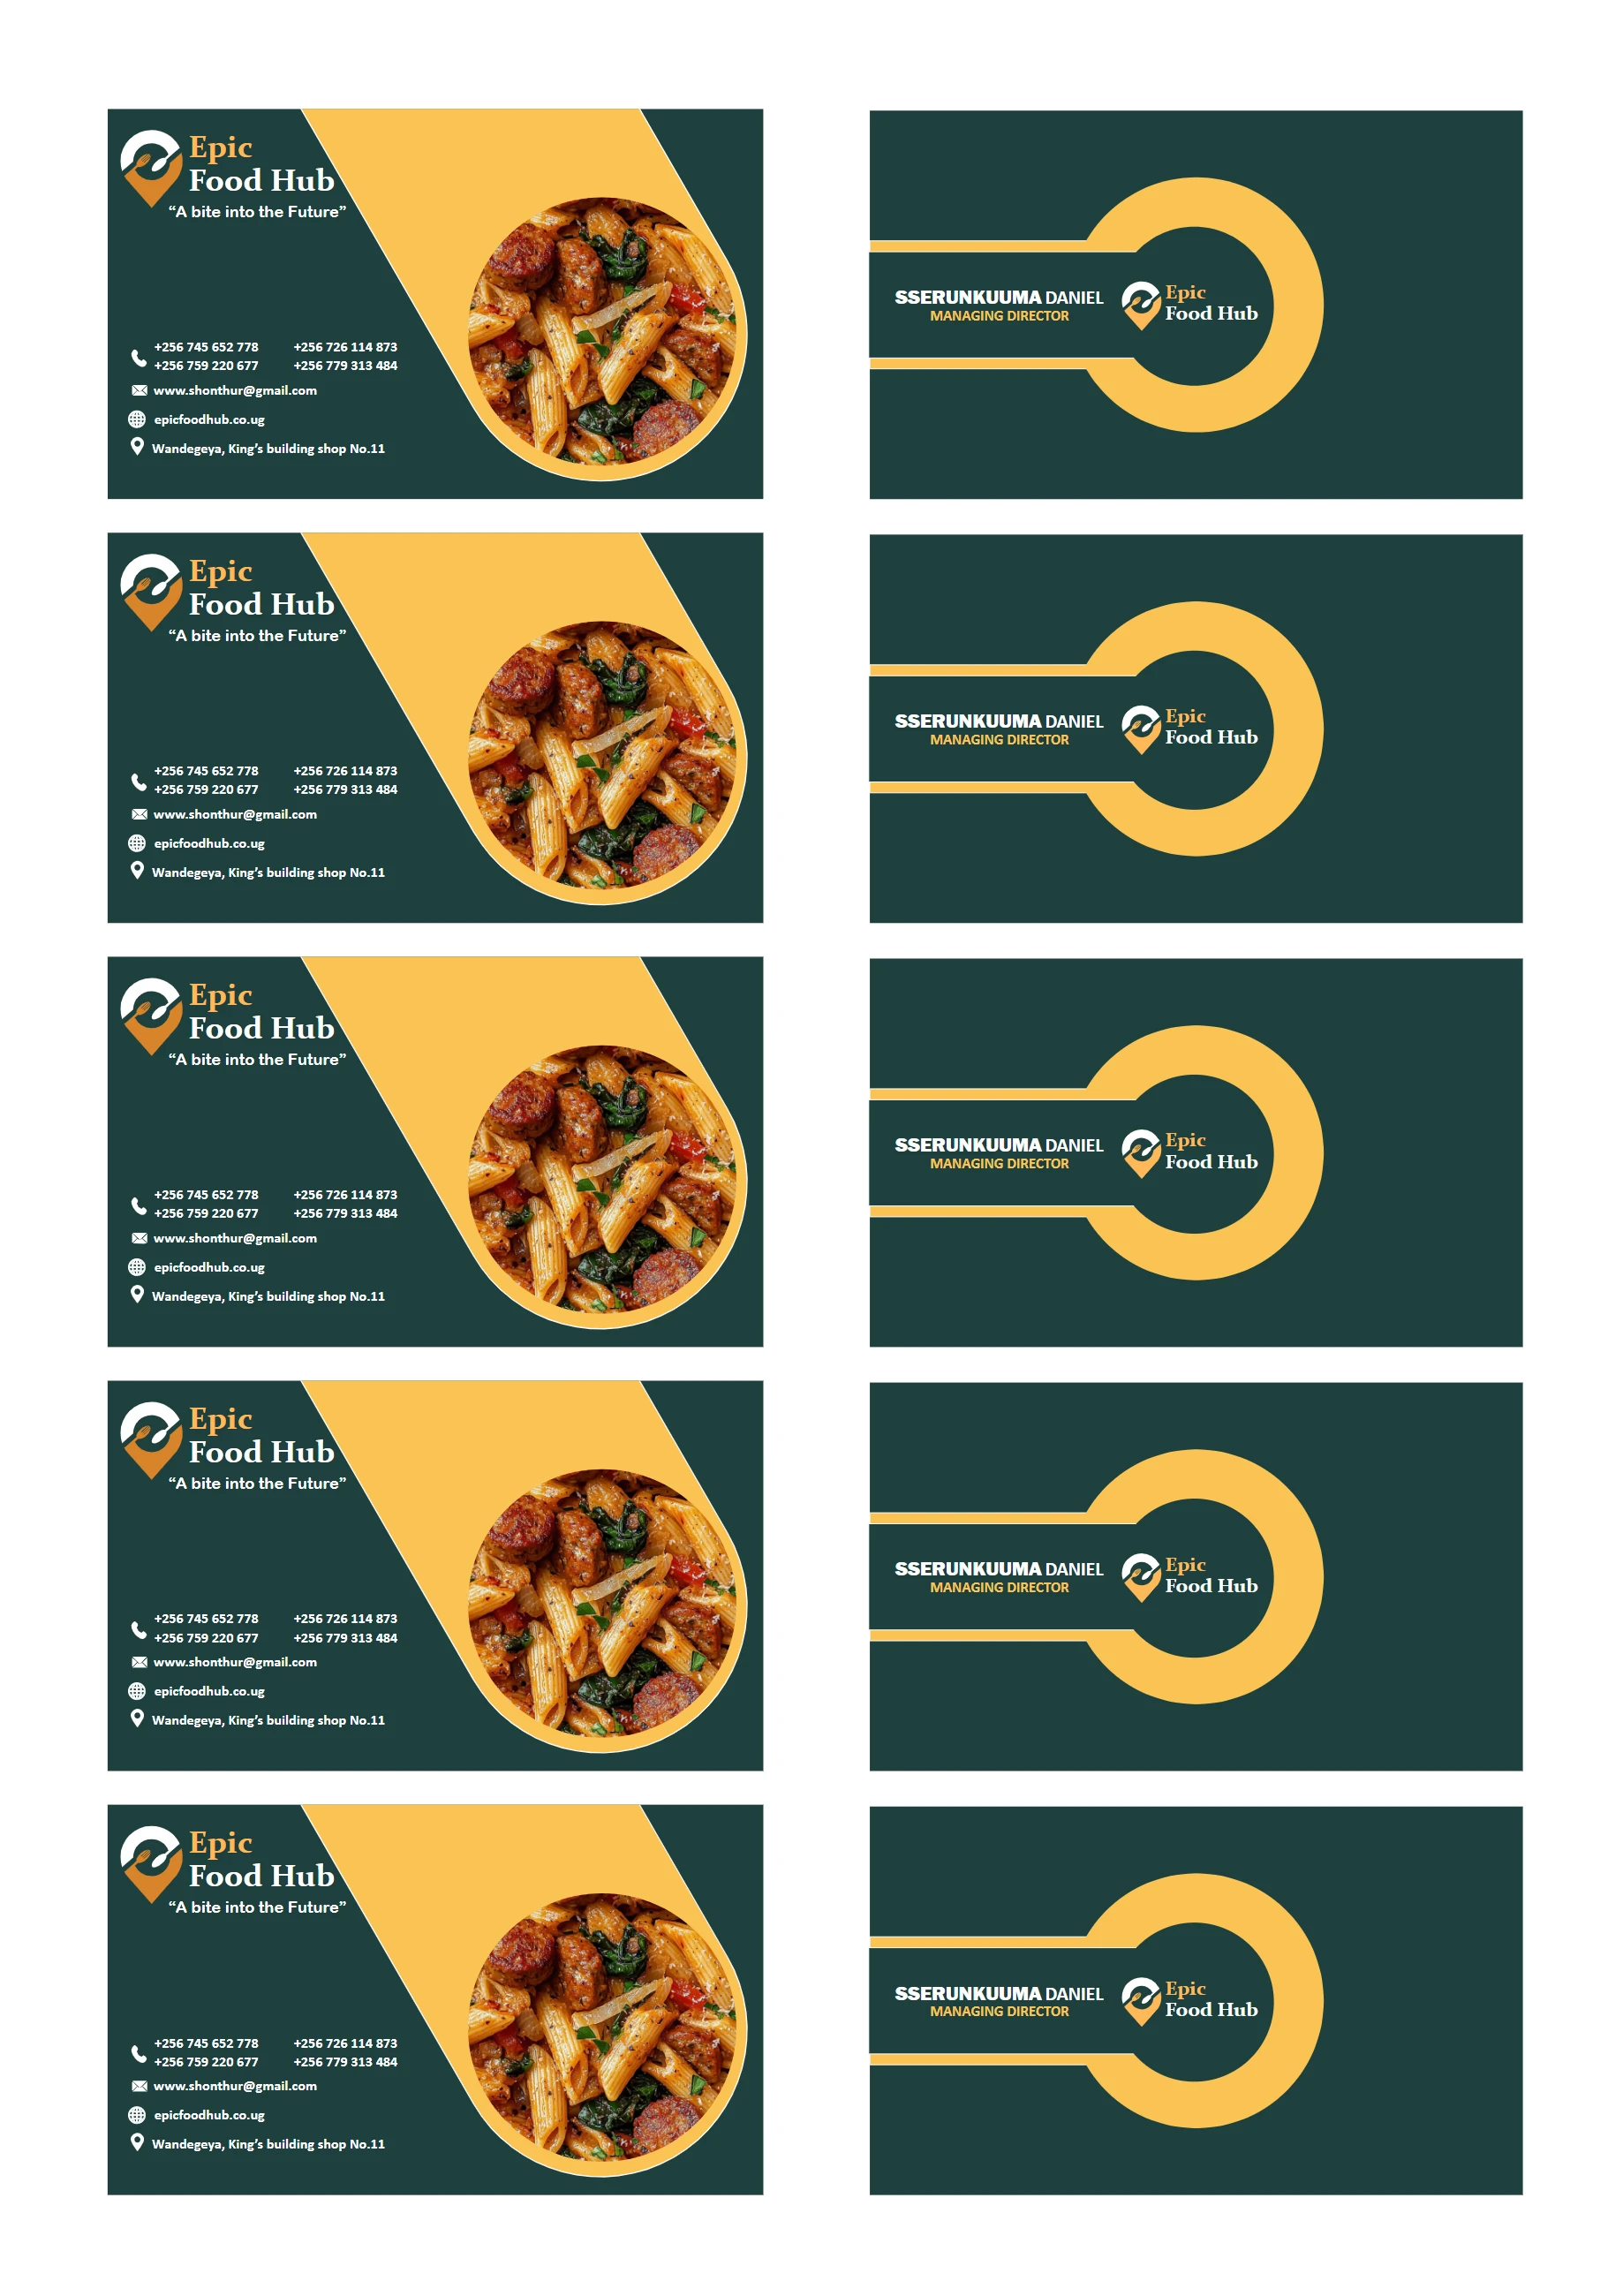 Epic
Food Hub
“A bite into the Future”
+256 745 652 778 +256 726 114 873
+256 759 220 677 +256 779 313 484
www.shonthur@gmail.com
epicfoodhub.co.ug
Wandegeya, King’s building shop No.11
SSERUNKUUMA DANIEL
MANAGING DIRECTOR
Epic
Food Hub
Epic
Food Hub
“A bite into the Future”
+256 745 652 778 +256 726 114 873
+256 759 220 677 +256 779 313 484
www.shonthur@gmail.com
epicfoodhub.co.ug
Wandegeya, King’s building shop No.11
SSERUNKUUMA DANIEL
MANAGING DIRECTOR
Epic
Food Hub
Epic
Food Hub
“A bite into the Future”
+256 745 652 778 +256 726 114 873
+256 759 220 677 +256 779 313 484
www.shonthur@gmail.com
epicfoodhub.co.ug
Wandegeya, King’s building shop No.11
SSERUNKUUMA DANIEL
MANAGING DIRECTOR
Epic
Food Hub
Epic
Food Hub
“A bite into the Future”
+256 745 652 778 +256 726 114 873
+256 759 220 677 +256 779 313 484
www.shonthur@gmail.com
epicfoodhub.co.ug
Wandegeya, King’s building shop No.11
SSERUNKUUMA DANIEL
MANAGING DIRECTOR
Epic
Food Hub
Epic
Food Hub
“A bite into the Future”
+256 745 652 778 +256 726 114 873
+256 759 220 677 +256 779 313 484
www.shonthur@gmail.com
epicfoodhub.co.ug
Wandegeya, King’s building shop No.11
SSERUNKUUMA DANIEL
MANAGING DIRECTOR
Epic
Food Hub